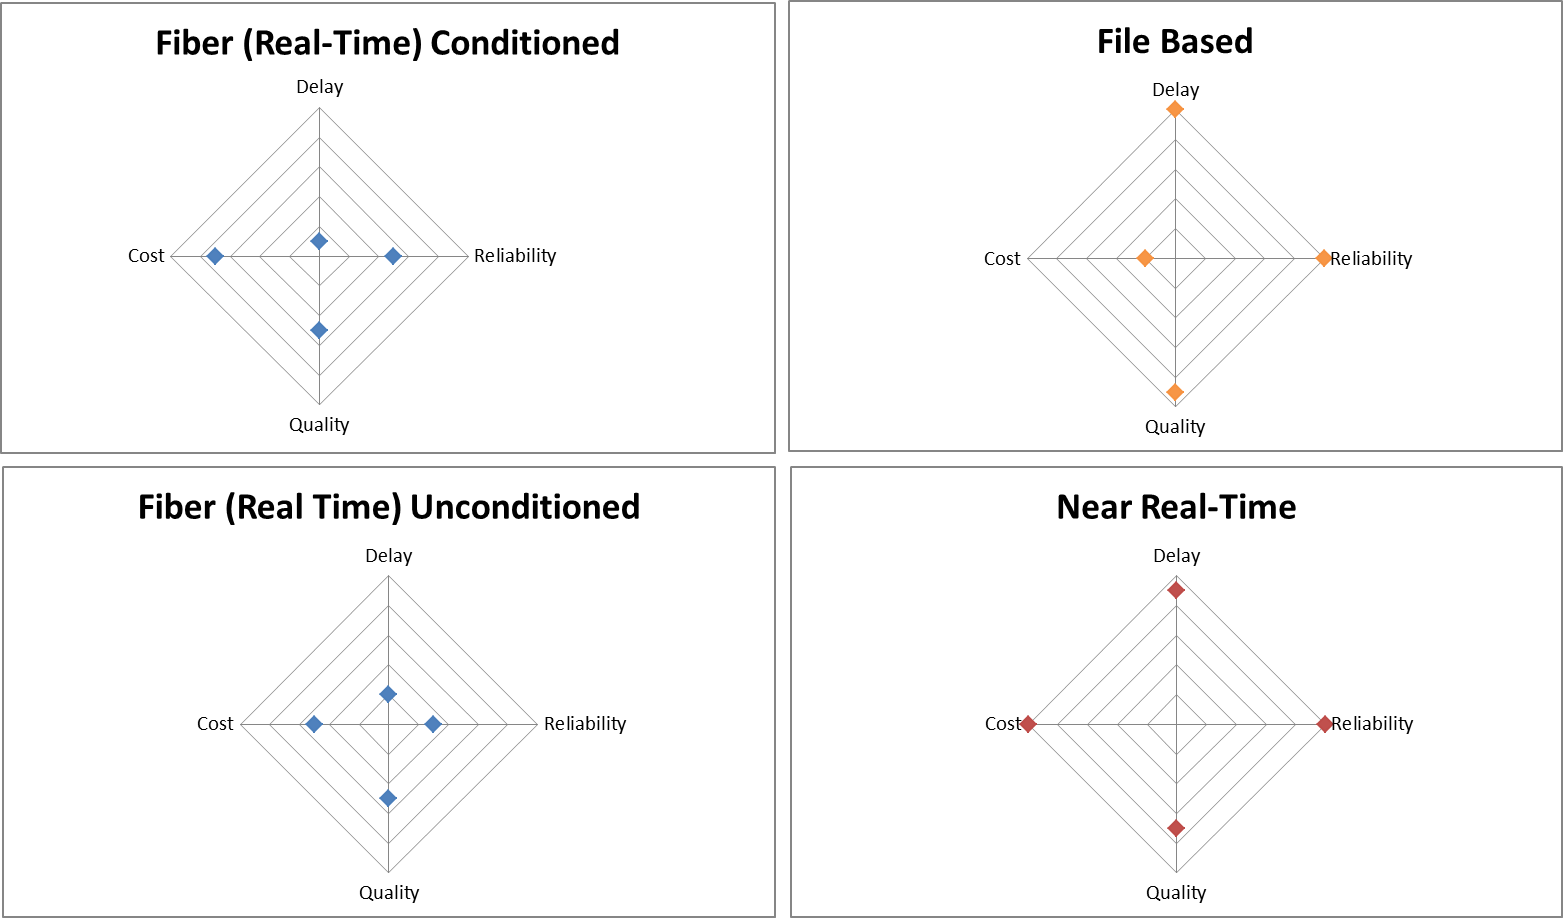 Fiber (Real-Time) Conditioned
Delay
Cost
Reliability
Quality
File Based
Delay
Cost
Reliability
Quality
Fiber (Real Time) Unconditioned
Delay
Cost
Reliability
Quality
Near Real-Time
Delay
Cost
Reliability
Quality